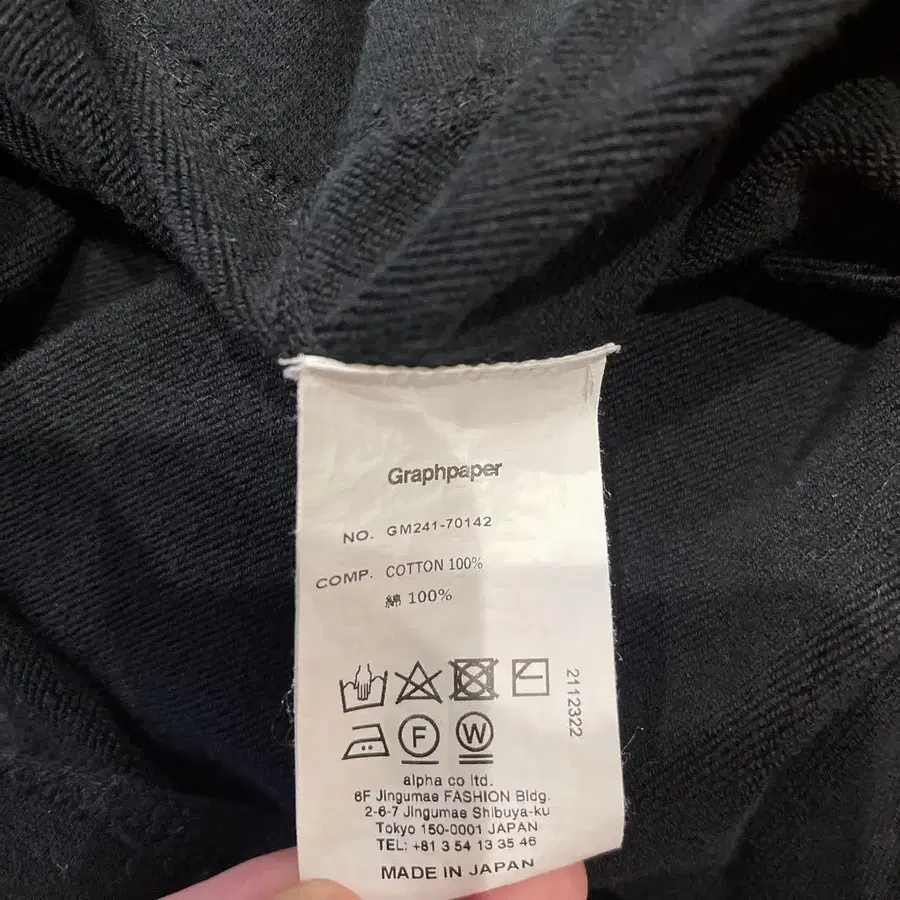 Graphpaper
NO. GM241-70142
COMP. COTTON 100%
綿 100%
2112322
F W
alpha co ltd.
6F Jingumae FASHION Bldg.
2-6-7 Jingumae Shibuya-ku
Tokyo 150-0001 JAPAN
TEL: +81 3 54 13 35 46
MADE IN JAPAN